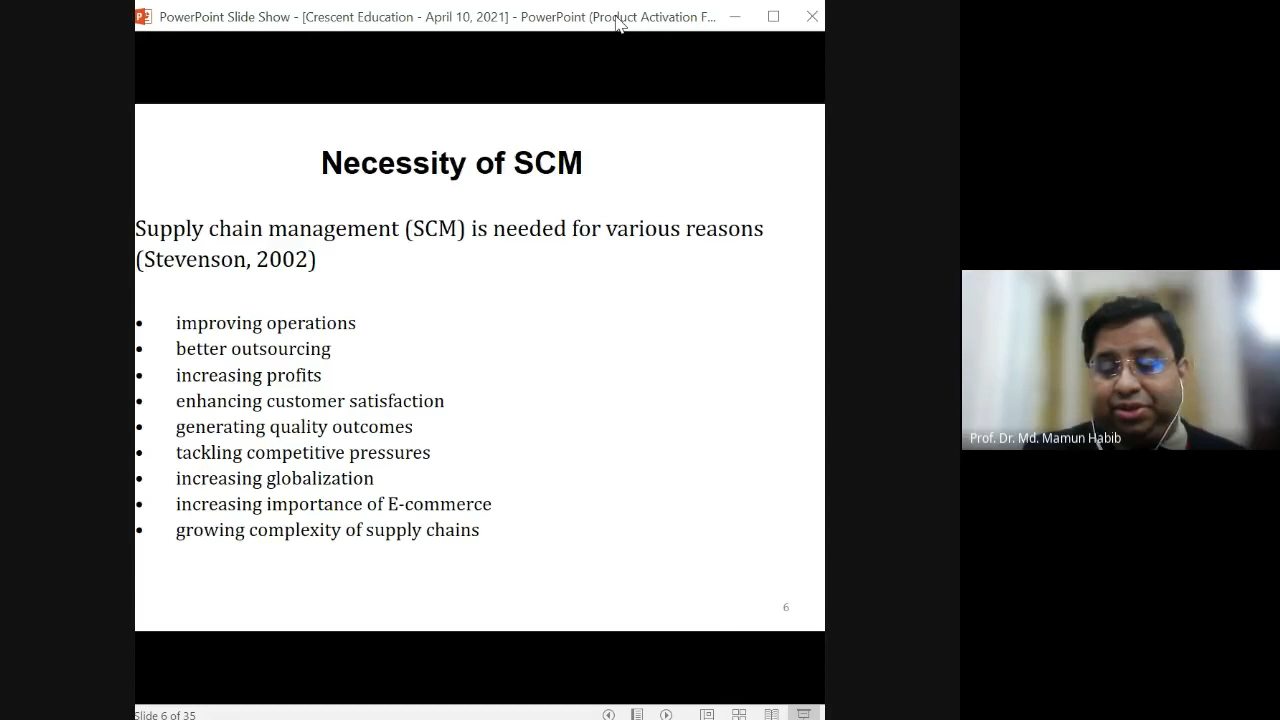 PowerPoint Slide Show - [Crescent Education - April 10, 2021] - PowerPoint (Product Activation F...
Necessity of SCM
Supply chain management (SCM) is needed for various reasons
(Stevenson, 2002)
• improving operations
• better outsourcing
• increasing profits
• enhancing customer satisfaction
• generating quality outcomes
• tackling competitive pressures
• increasing globalization
• increasing importance of E-commerce
• growing complexity of supply chains
6
Prof. Dr. Md. Mamun Habib
Slide 6 of 35